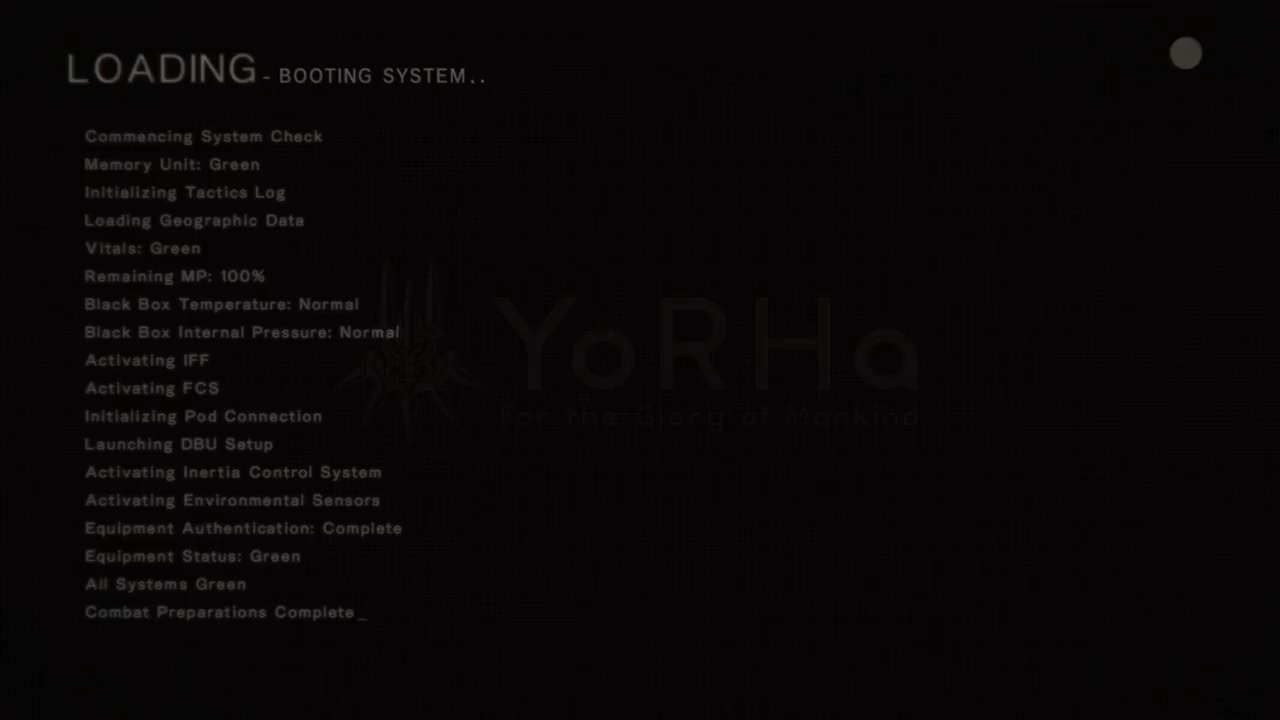 LOADING - BOOTING SYSTEM..
Commencing System Check
Memory Unit: Green
Initializing Tactics Log
Loading Geographic Data
Vitals: Green
Remaining MP: 100%
Black Box Temperature: Normal
Black Box Internal Pressure: Normal
Activating IFF
Activating FCS
Initializing Pod Connection
Launching DBU Setup
Activating Inertia Control System
Activating Environmental Sensors
Equipment Authentication: Complete
Equipment Status: Green
All Systems Green
Combat Preparations Complete_
YoRHa
For the Glory of Mankind